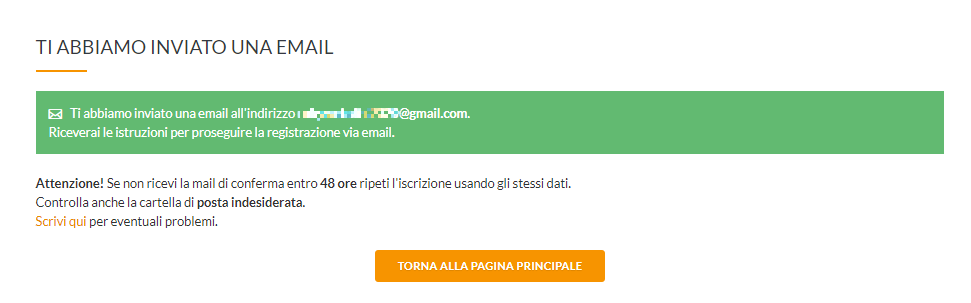 TI ABBIAMO INVIATO UNA EMAIL
Ti abbiamo inviato una email all'indirizzo @gmail.com.
Riceverai le istruzioni per proseguire la registrazione via email.
Attenzione! Se non ricevi la mail di conferma entro 48 ore ripeti l'iscrizione usando gli stessi dati.
Controlla anche la cartella di posta indesiderata.
Scrivi qui per eventuali problemi.
TORNA ALLA PAGINA PRINCIPALE